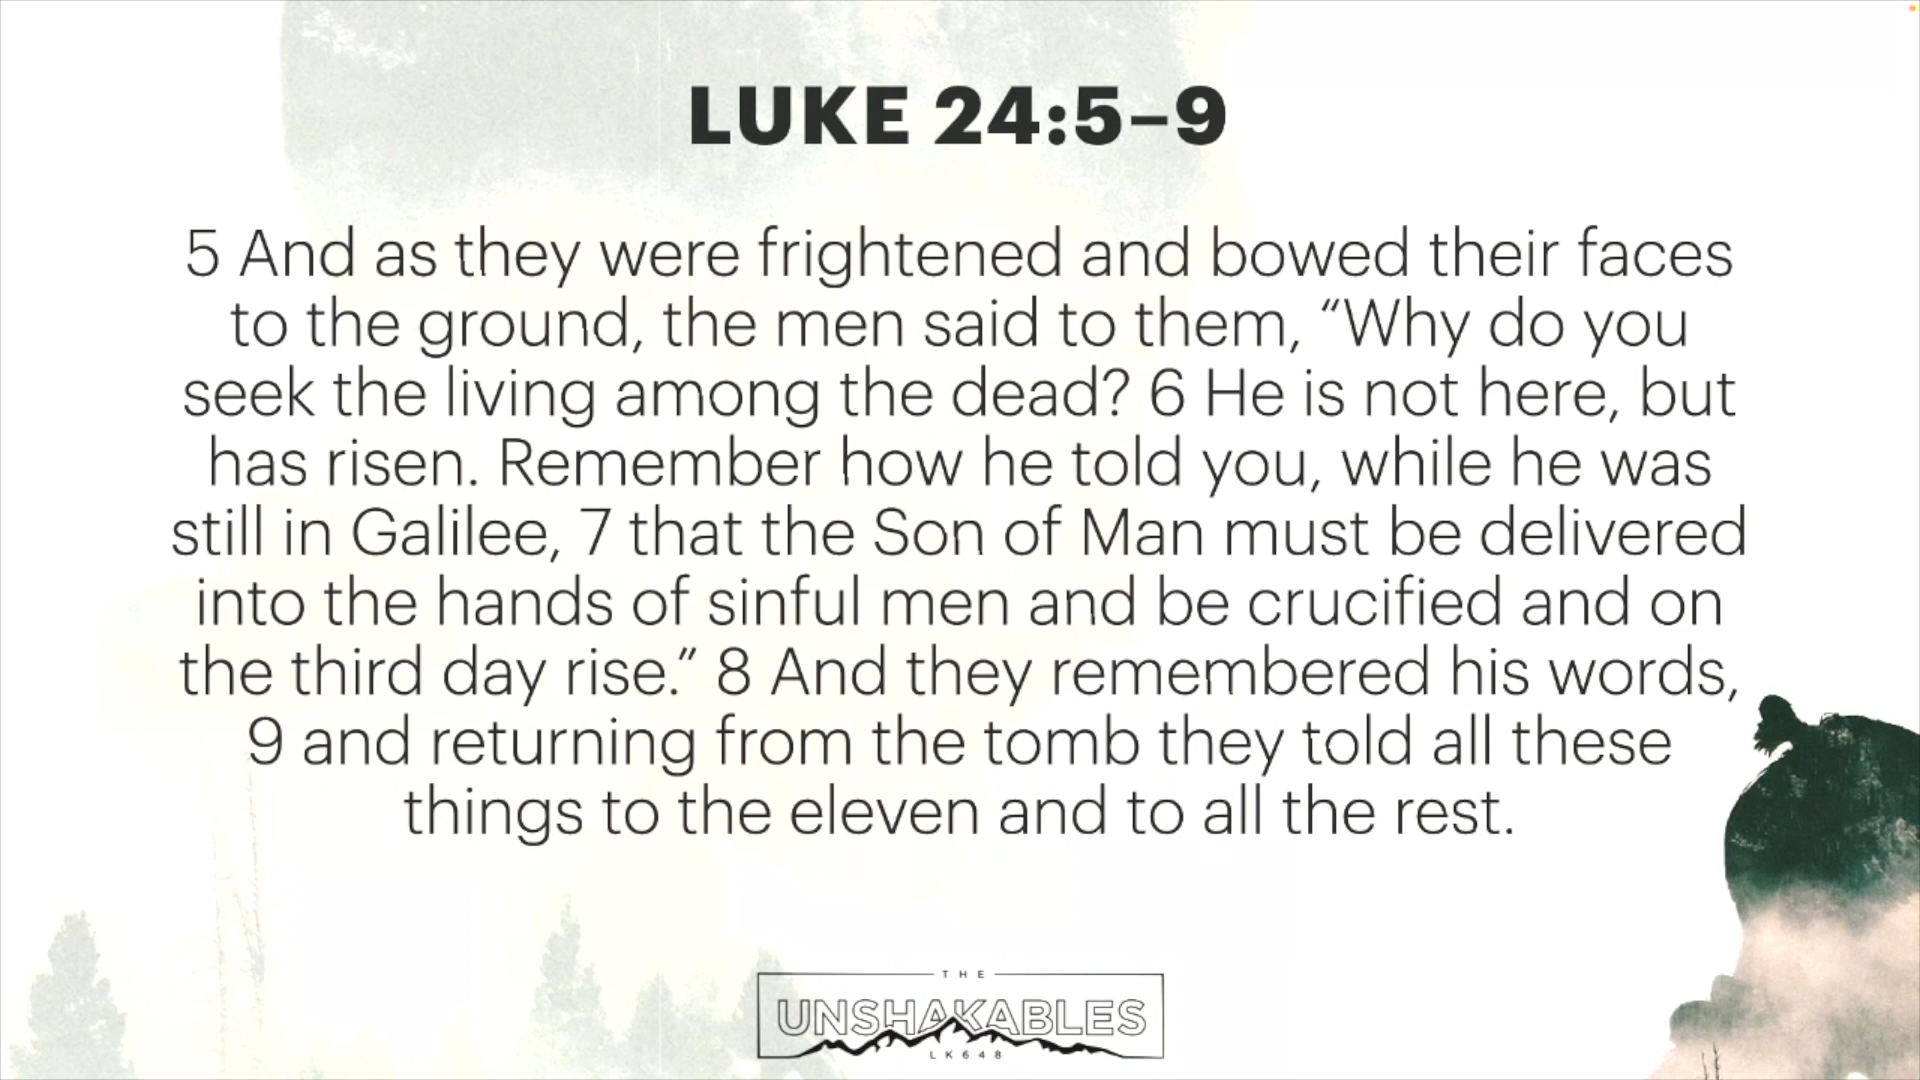 LUKE 24:5–9
5 And as they were frightened and bowed their faces
to the ground, the men said to them, “Why do you
seek the living among the dead? 6 He is not here, but
has risen. Remember how he told you, while he was
still in Galilee, 7 that the Son of Man must be delivered
into the hands of sinful men and be crucified and on
the third day rise.” 8 And they remembered his words,
9 and returning from the tomb they told all these
things to the eleven and to all the rest.
THE
UNSHAKABLES
LK648